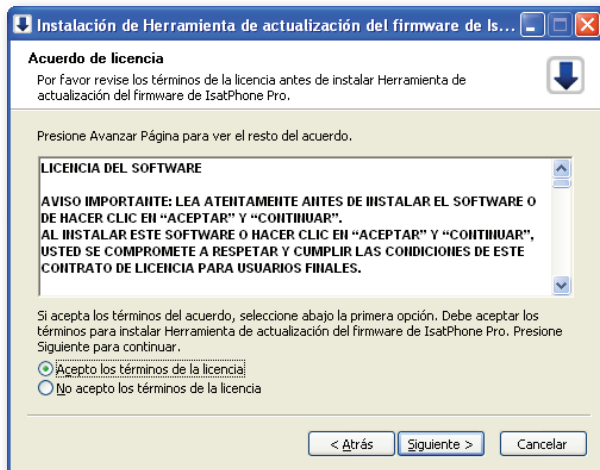 Instalación de Herramienta de actualización del firmware de Is...
Acuerdo de licencia
Por favor revise los términos de la licencia antes de instalar Herramienta de
actualización del firmware de IsatPhone Pro.
Presione Avanzar Página para ver el resto del acuerdo.
LICENCIA DEL SOFTWARE
AVISO IMPORTANTE: LEA ATENTAMENTE ANTES DE INSTALAR EL SOFTWARE O
DE HACER CLIC EN “ACEPTAR” Y “CONTINUAR”.
AL INSTALAR ESTE SOFTWARE O HACER CLIC EN “ACEPTAR” Y “CONTINUAR”,
USTED SE COMPROMETE A RESPETAR Y CUMPLIR LAS CONDICIONES DE ESTE
CONTRATO DE LICENCIA PARA USUARIOS FINALES.
Si acepta los términos del acuerdo, seleccione abajo la primera opción. Debe aceptar los
términos para instalar Herramienta de actualización del firmware de IsatPhone Pro. Presione
Siguiente para continuar.
Acepto los términos de la licencia
No acepto los términos de la licencia
< Atrás
Siguiente >
Cancelar